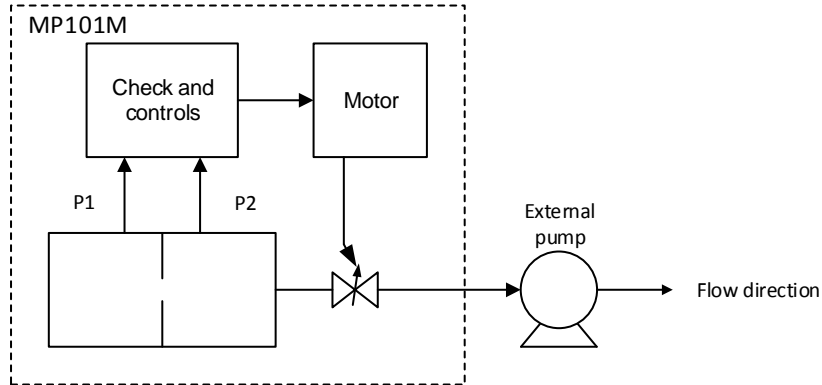 MP101M
Check and
controls
Motor
P1
P2
External
pump
Flow direction